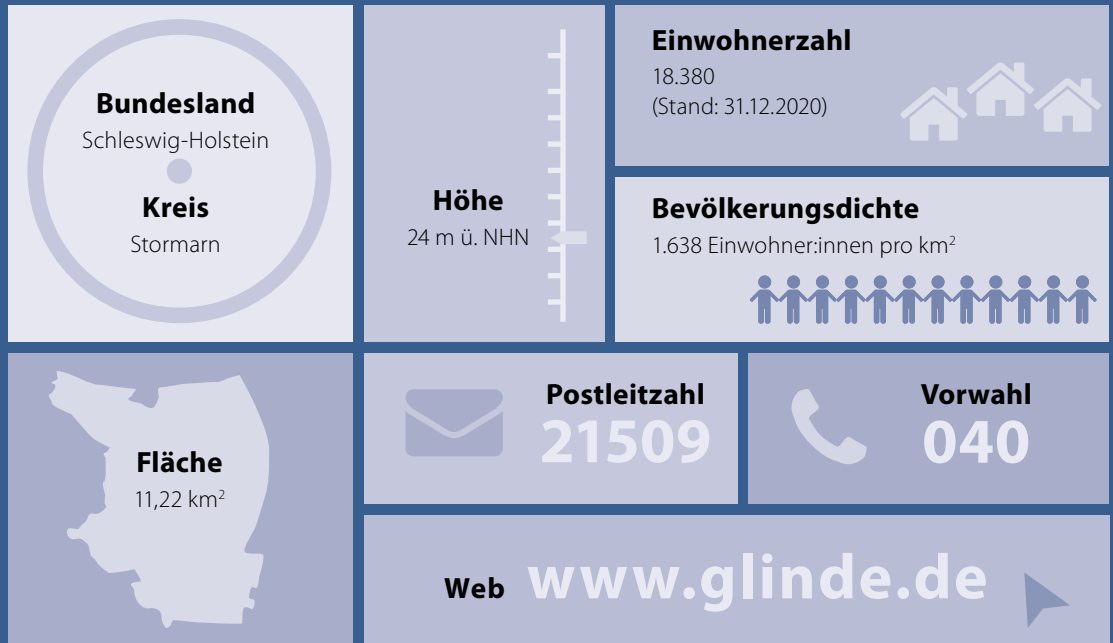 Bundesland
Schleswig-Holstein
Kreis
Stormarn
Höhe
24 m ü. NHN
Einwohnerzahl
18.380
(Stand: 31.12.2020)
Bevölkerungsdichte
1.638 Einwohner:innen pro km²
Fläche
11,22 km²
Postleitzahl
21509
Vorwahl
040
Web www.glinde.de